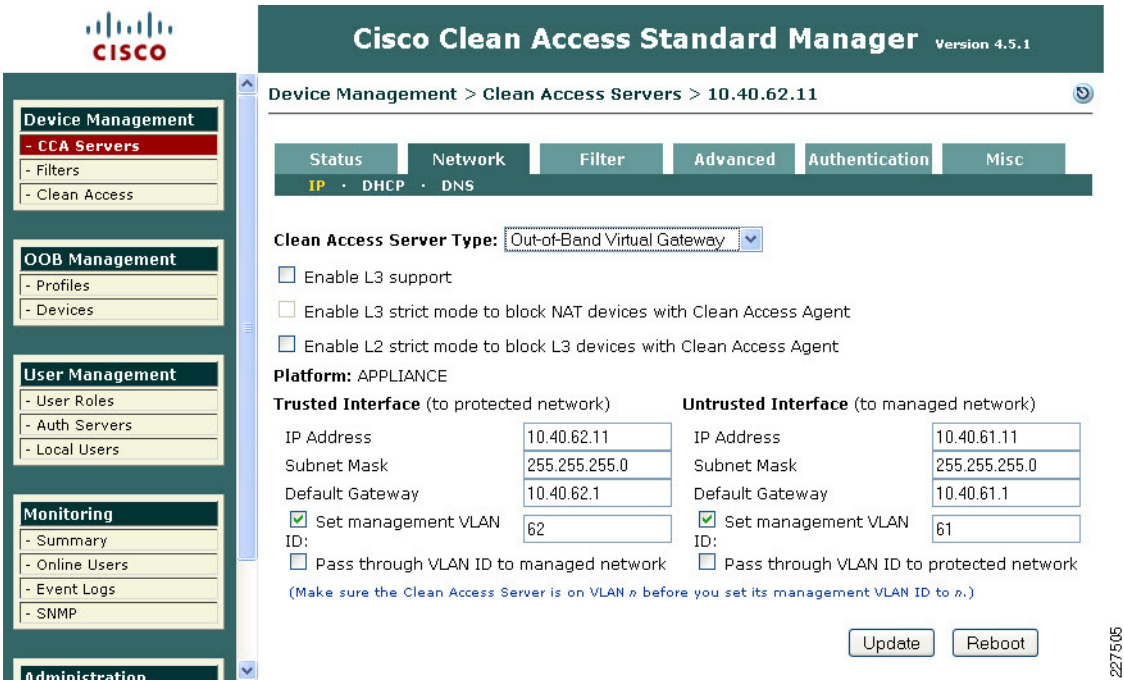 CISCO
Cisco Clean Access Standard Manager Version 4.5.1
Device Management
- CCA Servers
- Filters
- Clean Access
OOB Management
- Profiles
- Devices
User Management
- User Roles
- Auth Servers
- Local Users
Monitoring
- Summary
- Online Users
- Event Logs
- SNMP
Administration
Device Management > Clean Access Servers > 10.40.62.11
Status Network Filter Advanced Authentication Misc
IP · DHCP · DNS
Clean Access Server Type: Out-of-Band Virtual Gateway
Enable L3 support
Enable L3 strict mode to block NAT devices with Clean Access Agent
Enable L2 strict mode to block L3 devices with Clean Access Agent
Platform: APPLIANCE
Trusted Interface (to protected network)
IP Address 10.40.62.11
Subnet Mask 255.255.255.0
Default Gateway 10.40.62.1
Set management VLAN
ID: 62
Pass through VLAN ID to managed network
Untrusted Interface (to managed network)
IP Address 10.40.61.11
Subnet Mask 255.255.255.0
Default Gateway 10.40.61.1
Set management VLAN
ID: 61
Pass through VLAN ID to protected network
(Make sure the Clean Access Server is on VLAN n before you set its management VLAN ID to n.)
Update Reboot
227505